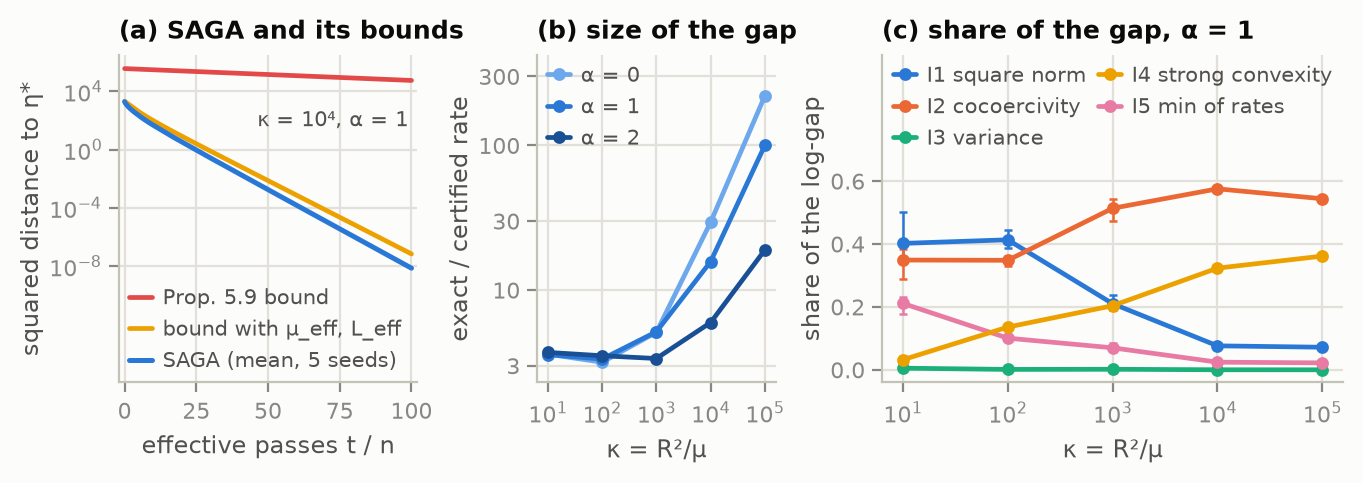 (a) SAGA and its bounds
squared distance to η*
10⁴
10⁰
10⁻⁴
10⁻⁸
κ = 10⁴, α = 1
Prop. 5.9 bound
bound with μ_eff, L_eff
SAGA (mean, 5 seeds)
0 25 50 75 100
effective passes t / n
(b) size of the gap
exact / certified rate
300
100
30
10
3
α = 0
α = 1
α = 2
10¹ 10² 10³ 10⁴ 10⁵
κ = R²/μ
(c) share of the gap, α = 1
share of the log-gap
0.6
0.4
0.2
0.0
I1 square norm
I2 cocoercivity
I3 variance
I4 strong convexity
I5 min of rates
10¹ 10² 10³ 10⁴ 10⁵
κ = R²/μ